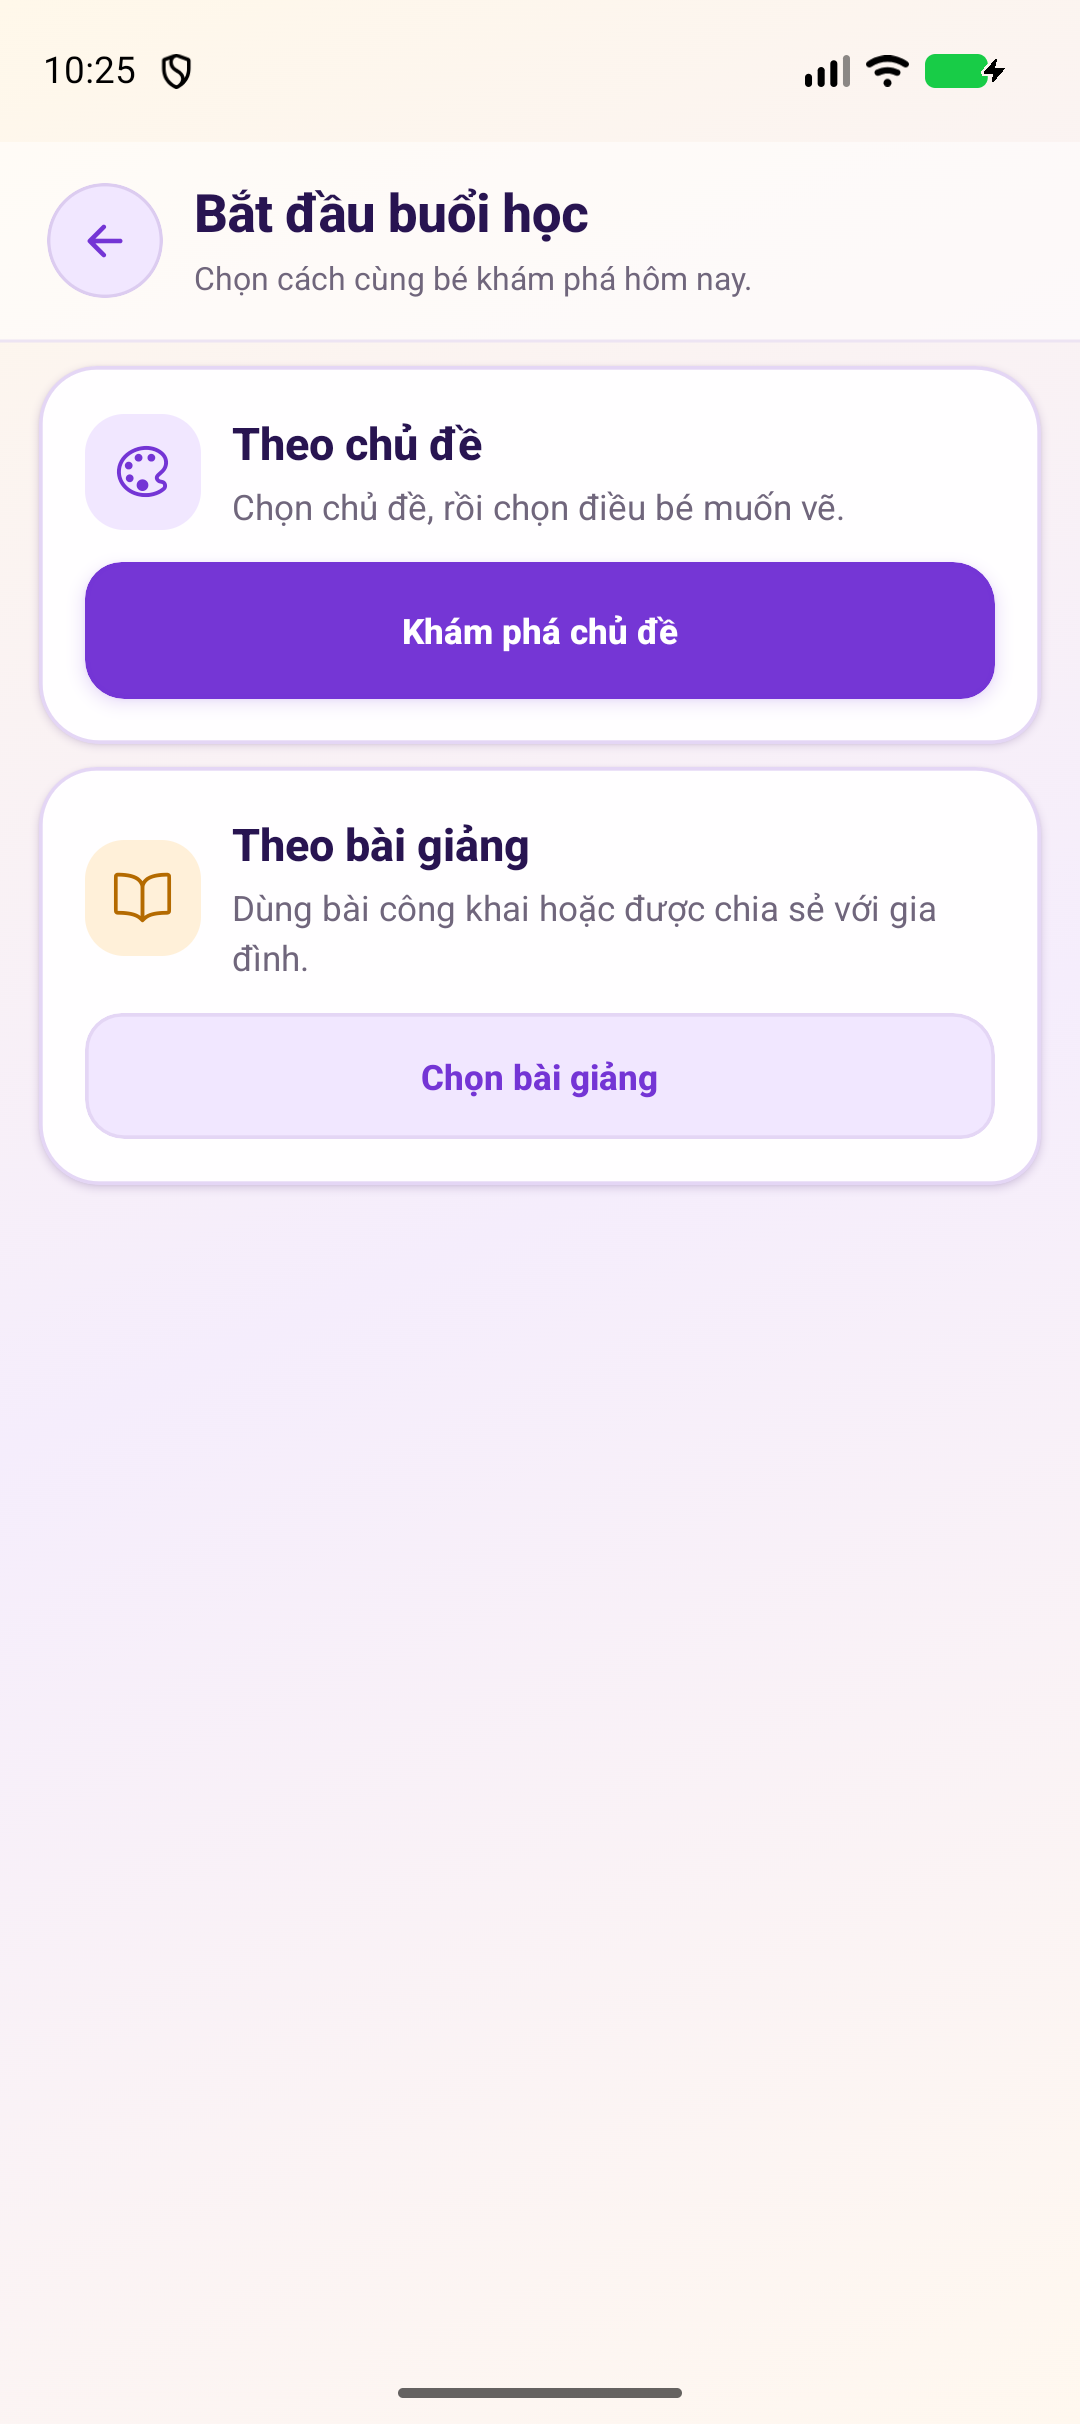 10:25
Bắt đầu buổi học
Chọn cách cùng bé khám phá hôm nay.
Theo chủ đề
Chọn chủ đề, rồi chọn điều bé muốn vẽ.
Khám phá chủ đề
Theo bài giảng
Dùng bài công khai hoặc được chia sẻ với gia
đình.
Chọn bài giảng